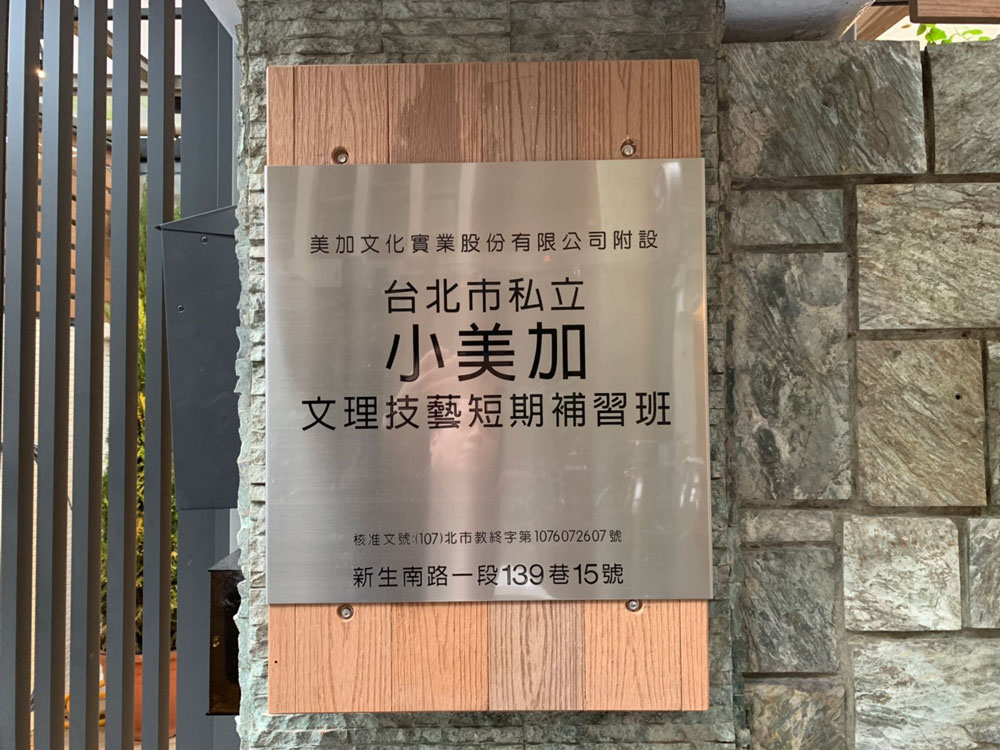 美加文化實業股份有限公司附設
台北市私立
小美加
文理技藝短期補習班
核准文號:(107)北市教終字第1076072607號
新生南路一段139巷15號